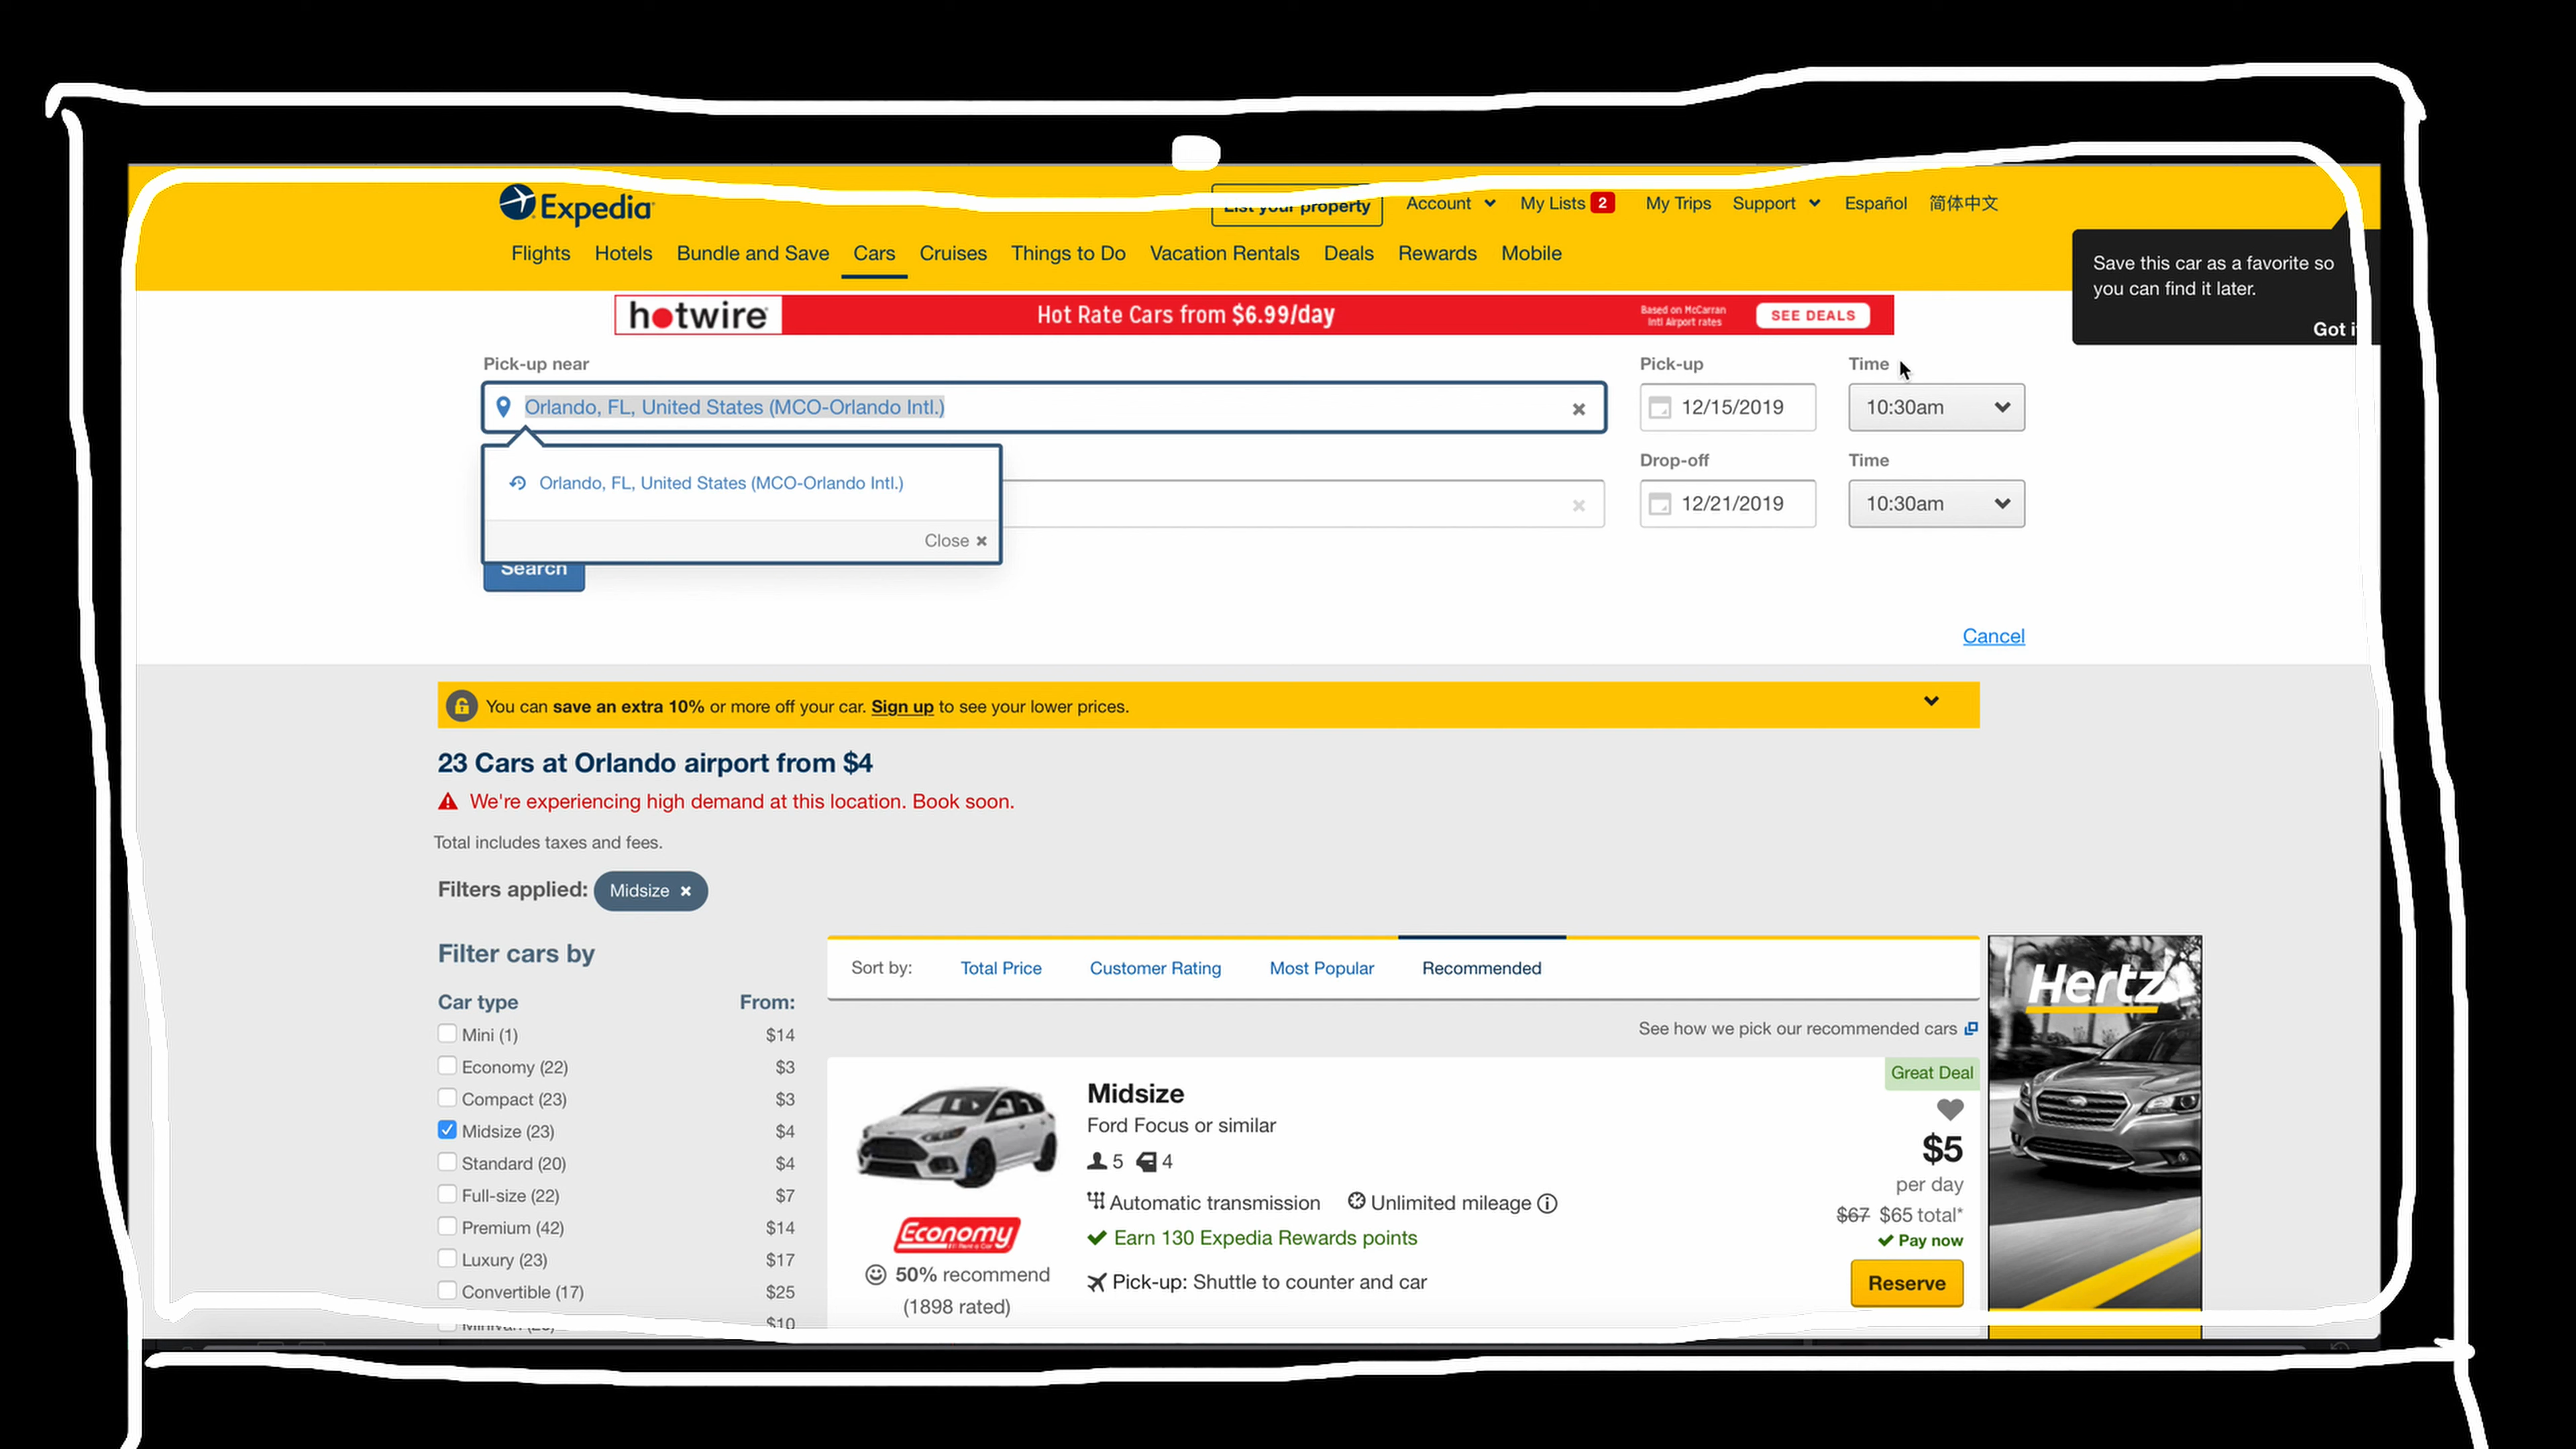 Expedia
List your property
Account
My Lists 2
My Trips
Support
Español
简体中文
Flights
Hotels
Bundle and Save
Cars
Cruises
Things to Do
Vacation Rentals
Deals
Rewards
Mobile
Save this car as a favorite so
you can find it later.
Got it
hotwire
Hot Rate Cars from $6.99/day
Based on McCarran
Intl Airport rates
SEE DEALS
Pick-up near
Pick-up
Time
Orlando, FL, United States (MCO-Orlando Intl.)
12/15/2019
10:30am
Drop-off
Time
Orlando, FL, United States (MCO-Orlando Intl.)
12/21/2019
10:30am
Close
Search
Cancel
You can save an extra 10% or more off your car. Sign up to see your lower prices.
23 Cars at Orlando airport from $4
We're experiencing high demand at this location. Book soon.
Total includes taxes and fees.
Filters applied: Midsize
Filter cars by
Sort by:
Total Price
Customer Rating
Most Popular
Recommended
Car type From:
Mini (1) $14
Economy (22) $3
Compact (23) $3
Midsize (23) $4
Standard (20) $4
Full-size (22) $7
Premium (42) $14
Luxury (23) $17
Convertible (17) $25
$10
See how we pick our recommended cars
Great Deal
Midsize
Ford Focus or similar
5 4
Automatic transmission
Unlimited mileage
Earn 130 Expedia Rewards points
Pick-up: Shuttle to counter and car
Economy
Rent a Car
50% recommend
(1898 rated)
$5
per day
$67 $65 total*
Pay now
Reserve
Hertz